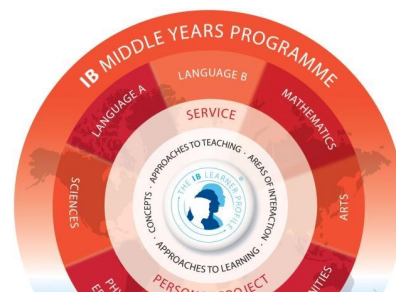 IB MIDDLE YEARS PROGRAMME
LANGUAGE B
LANGUAGE A
MATHEMATICS
SERVICE
SCIENCES
ARTS
APPROACHES TO TEACHING · AREAS OF INTERACTION · APPROACHES TO LEARNING · CONCEPTS ·
THE IB LEARNER PROFILE
PERSONAL PROJECT